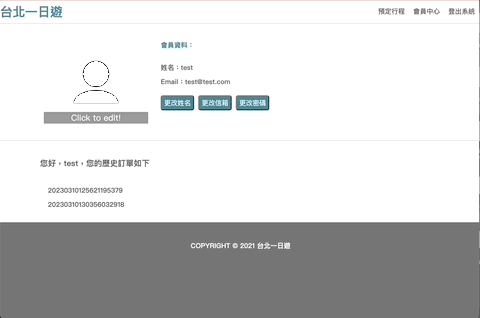 台北一日遊
預定行程 會員中心 登出系統
會員資料：
姓名：test
Email：test@test.com
更改姓名 更改信箱 更改密碼
Click to edit!
您好，test，您的歷史訂單如下
20230310125621195379
20230310130356032918
COPYRIGHT © 2021 台北一日遊